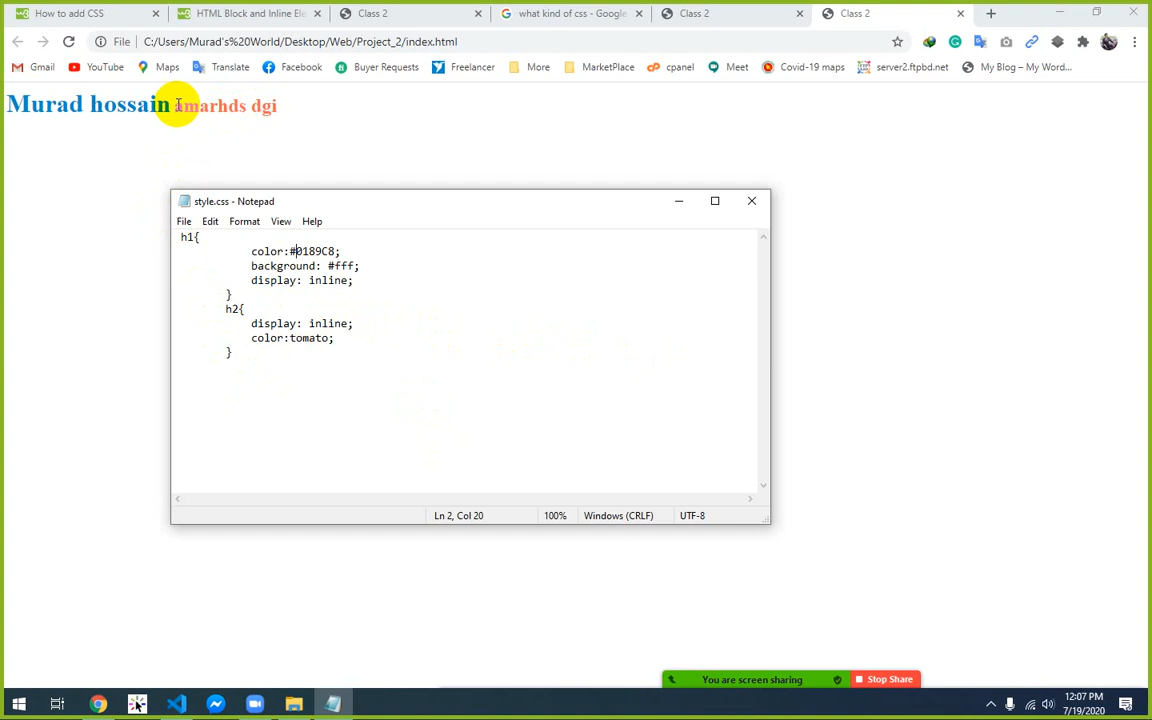 How to add CSS
HTML Block and Inline Ele
Class 2
what kind of css - Google
Class 2
Class 2
File
C:/Users/Murad's%20World/Desktop/Web/Project_2/index.html
Gmail
YouTube
Maps
Translate
Facebook
Buyer Requests
Freelancer
More
MarketPlace
cpanel
Meet
Covid-19 maps
server2.ftpbd.net
My Blog – My Wor...
Murad hossain amarhds dgi
style.css - Notepad
File Edit Format View Help
h1{
color:#0189C8;
background: #fff;
display: inline;
}
h2{
display: inline;
color:tomato;
}
Ln 2, Col 20
100%
Windows (CRLF)
UTF-8
You are screen sharing
Stop Share
12:07 PM
7/19/2020